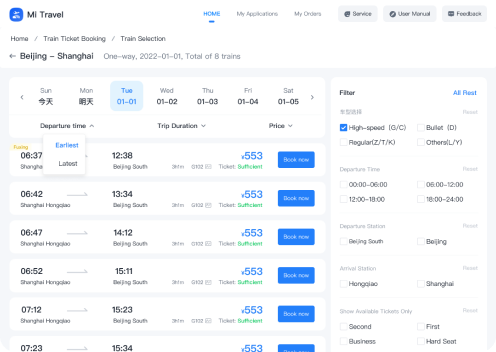 Mi Travel
HOME
My Applications
My Orders
Service
User Manual
Feedback
Home / Train Ticket Booking / Train Selection
← Beijing - Shanghai One-way, 2022-01-01, Total of 8 trains
Sun Mon Tue Wed Thu Fri Sat
今天 明天 01-01 01-02 01-03 01-04 01-05
Departure time Trip Duration Price
Earliest
Latest
06:37 12:38 ¥553
Beijing South 3h1m G102 Ticket: Sufficient Book now
06:42 13:34 ¥553
Shanghai Hongqiao Beijing South 3h1m G102 Ticket: Sufficient Book now
06:47 14:12 ¥553
Shanghai Hongqiao Beijing South 3h1m G102 Ticket: Sufficient Book now
06:52 15:11 ¥553
Shanghai Hongqiao Beijing South 3h1m G102 Ticket: Sufficient Book now
07:12 15:23 ¥553
Shanghai Hongqiao Beijing South 3h1m G102 Ticket: Sufficient Book now
07:23 15:34 ¥553
Filter All Rest
车型选择 Reset
High-speed (G/C) Bullet (D)
Regular(Z/T/K) Others(L/Y)
Departure Time Reset
00:00-06:00 06:00-12:00
12:00-18:00 18:00-24:00
Departure Station Reset
Beijing South Beijing
Arrival Station Reset
Hongqiao Shanghai
Show Available Tickets Only Reset
Second First
Business Hard Seat